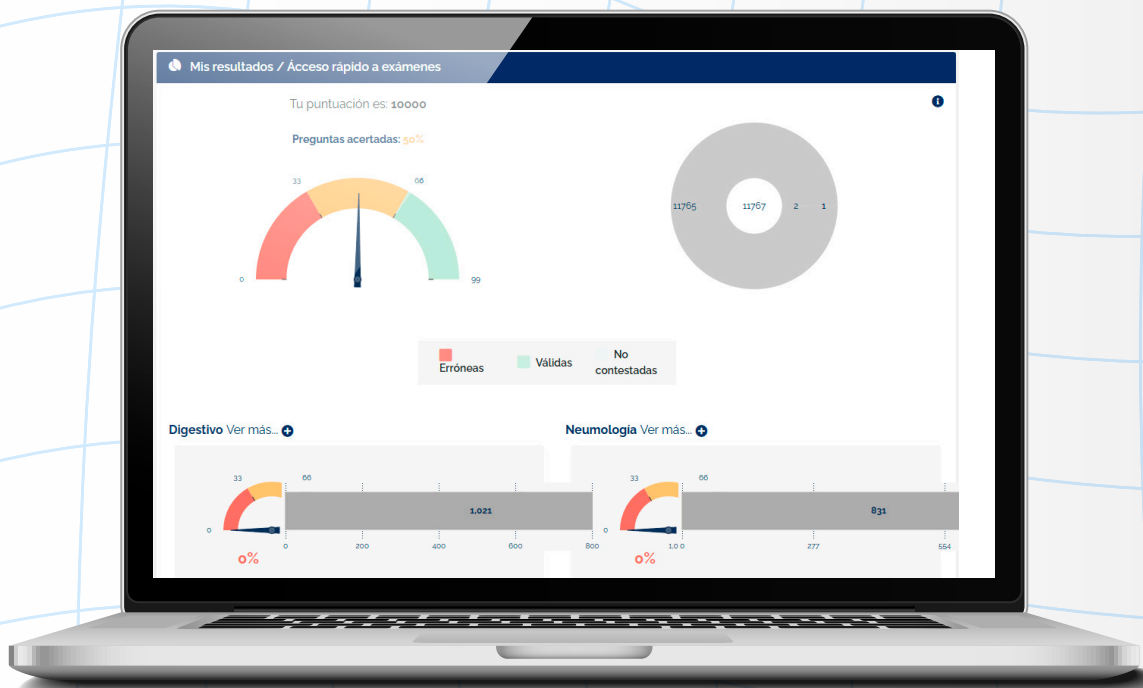 Mis resultados / Ácceso rápido a exámenes
Tu puntuación es: 10000
Preguntas acertadas: 50%
33
66
0
99
11765
11767
2
1
Erróneas
Válidas
No
contestadas
Digestivo Ver más...
33
66
0
0%
1,021
0
200
400
600
800
1,0 0
Neumología Ver más...
33
66
0
0%
831
277
554